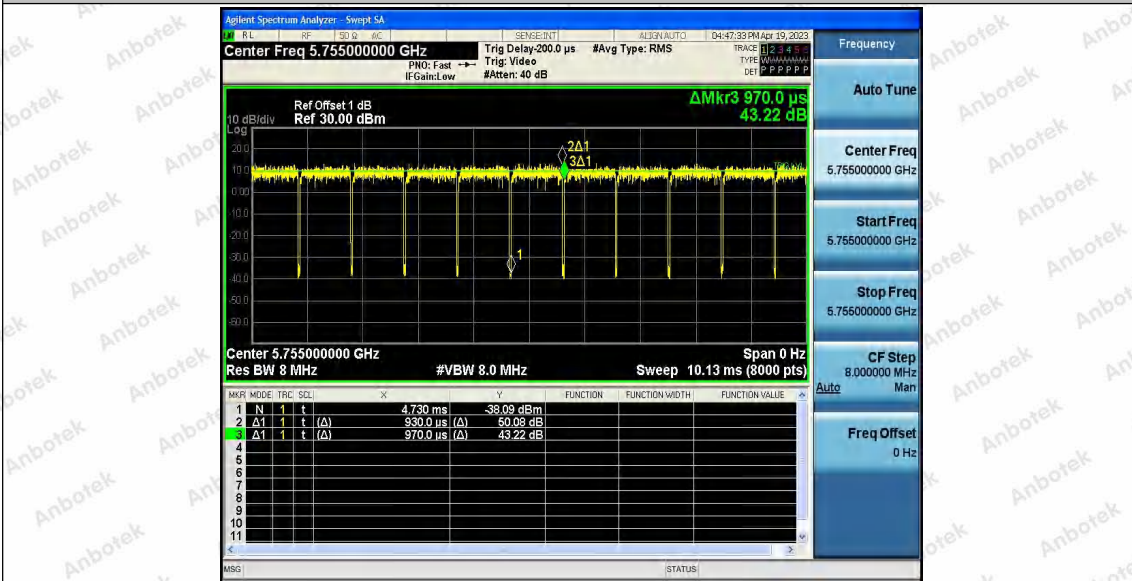 Agilent Spectrum Analyzer - Swept SA
RL RF 50 Ω AC SENSE:INT ALIGN AUTO 04:47:33 PM Apr 19, 2023
Center Freq 5.755000000 GHz
PNO: Fast
IFGain:Low
Trig Delay-200.0 µs #Avg Type: RMS
Trig: Video
#Atten: 40 dB
TRACE 1 2 3 4 5 6
TYPE
DET P P P P P P
ΔMkr3 970.0 µs
43.22 dB
Ref Offset 1 dB
10 dB/div Ref 30.00 dBm
Log
20.0
10.0
0.00
-10.0
-20.0
-30.0
-40.0
-50.0
-60.0
2Δ1
3Δ1
1
Center 5.755000000 GHz Span 0 Hz
Res BW 8 MHz #VBW 8.0 MHz Sweep 10.13 ms (8000 pts)
MKR MODE TRC SCL X Y FUNCTION FUNCTION WIDTH FUNCTION VALUE
1 N 1 t 4.730 ms -38.09 dBm
2 Δ1 1 t (Δ) 930.0 µs (Δ) 50.08 dB
3 Δ1 1 t (Δ) 970.0 µs (Δ) 43.22 dB
4
5
6
7
8
9
10
11
MSG STATUS
Frequency
Auto Tune
Center Freq
5.755000000 GHz
Start Freq
5.755000000 GHz
Stop Freq
5.755000000 GHz
CF Step
8.000000 MHz
Auto Man
Freq Offset
0 Hz
Anbotek